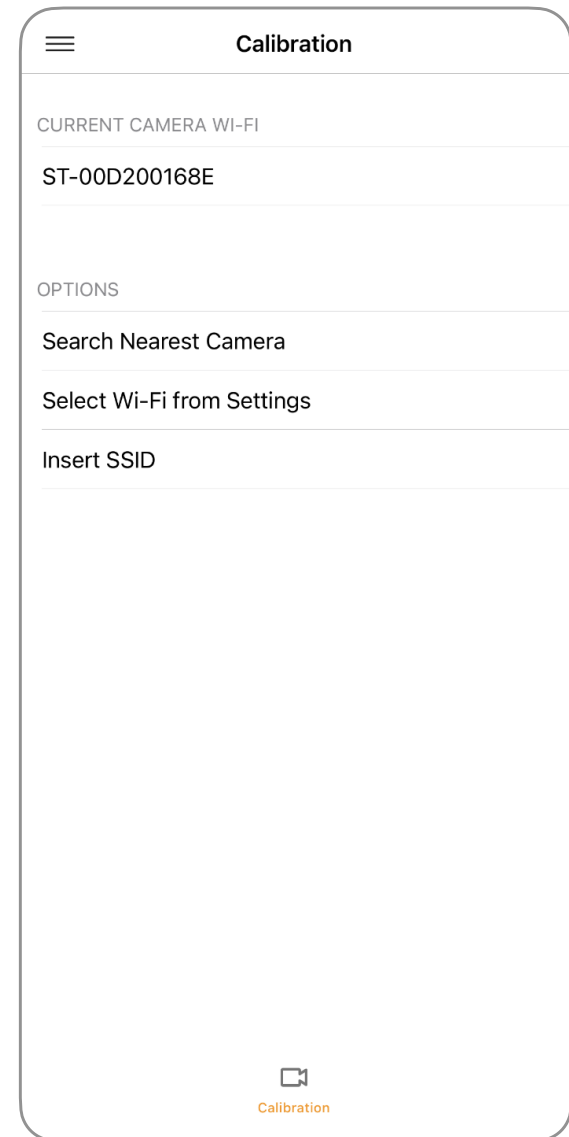 Calibration
CURRENT CAMERA WI-FI
ST-00D200168E
OPTIONS
Search Nearest Camera
Select Wi-Fi from Settings
Insert SSID
Calibration